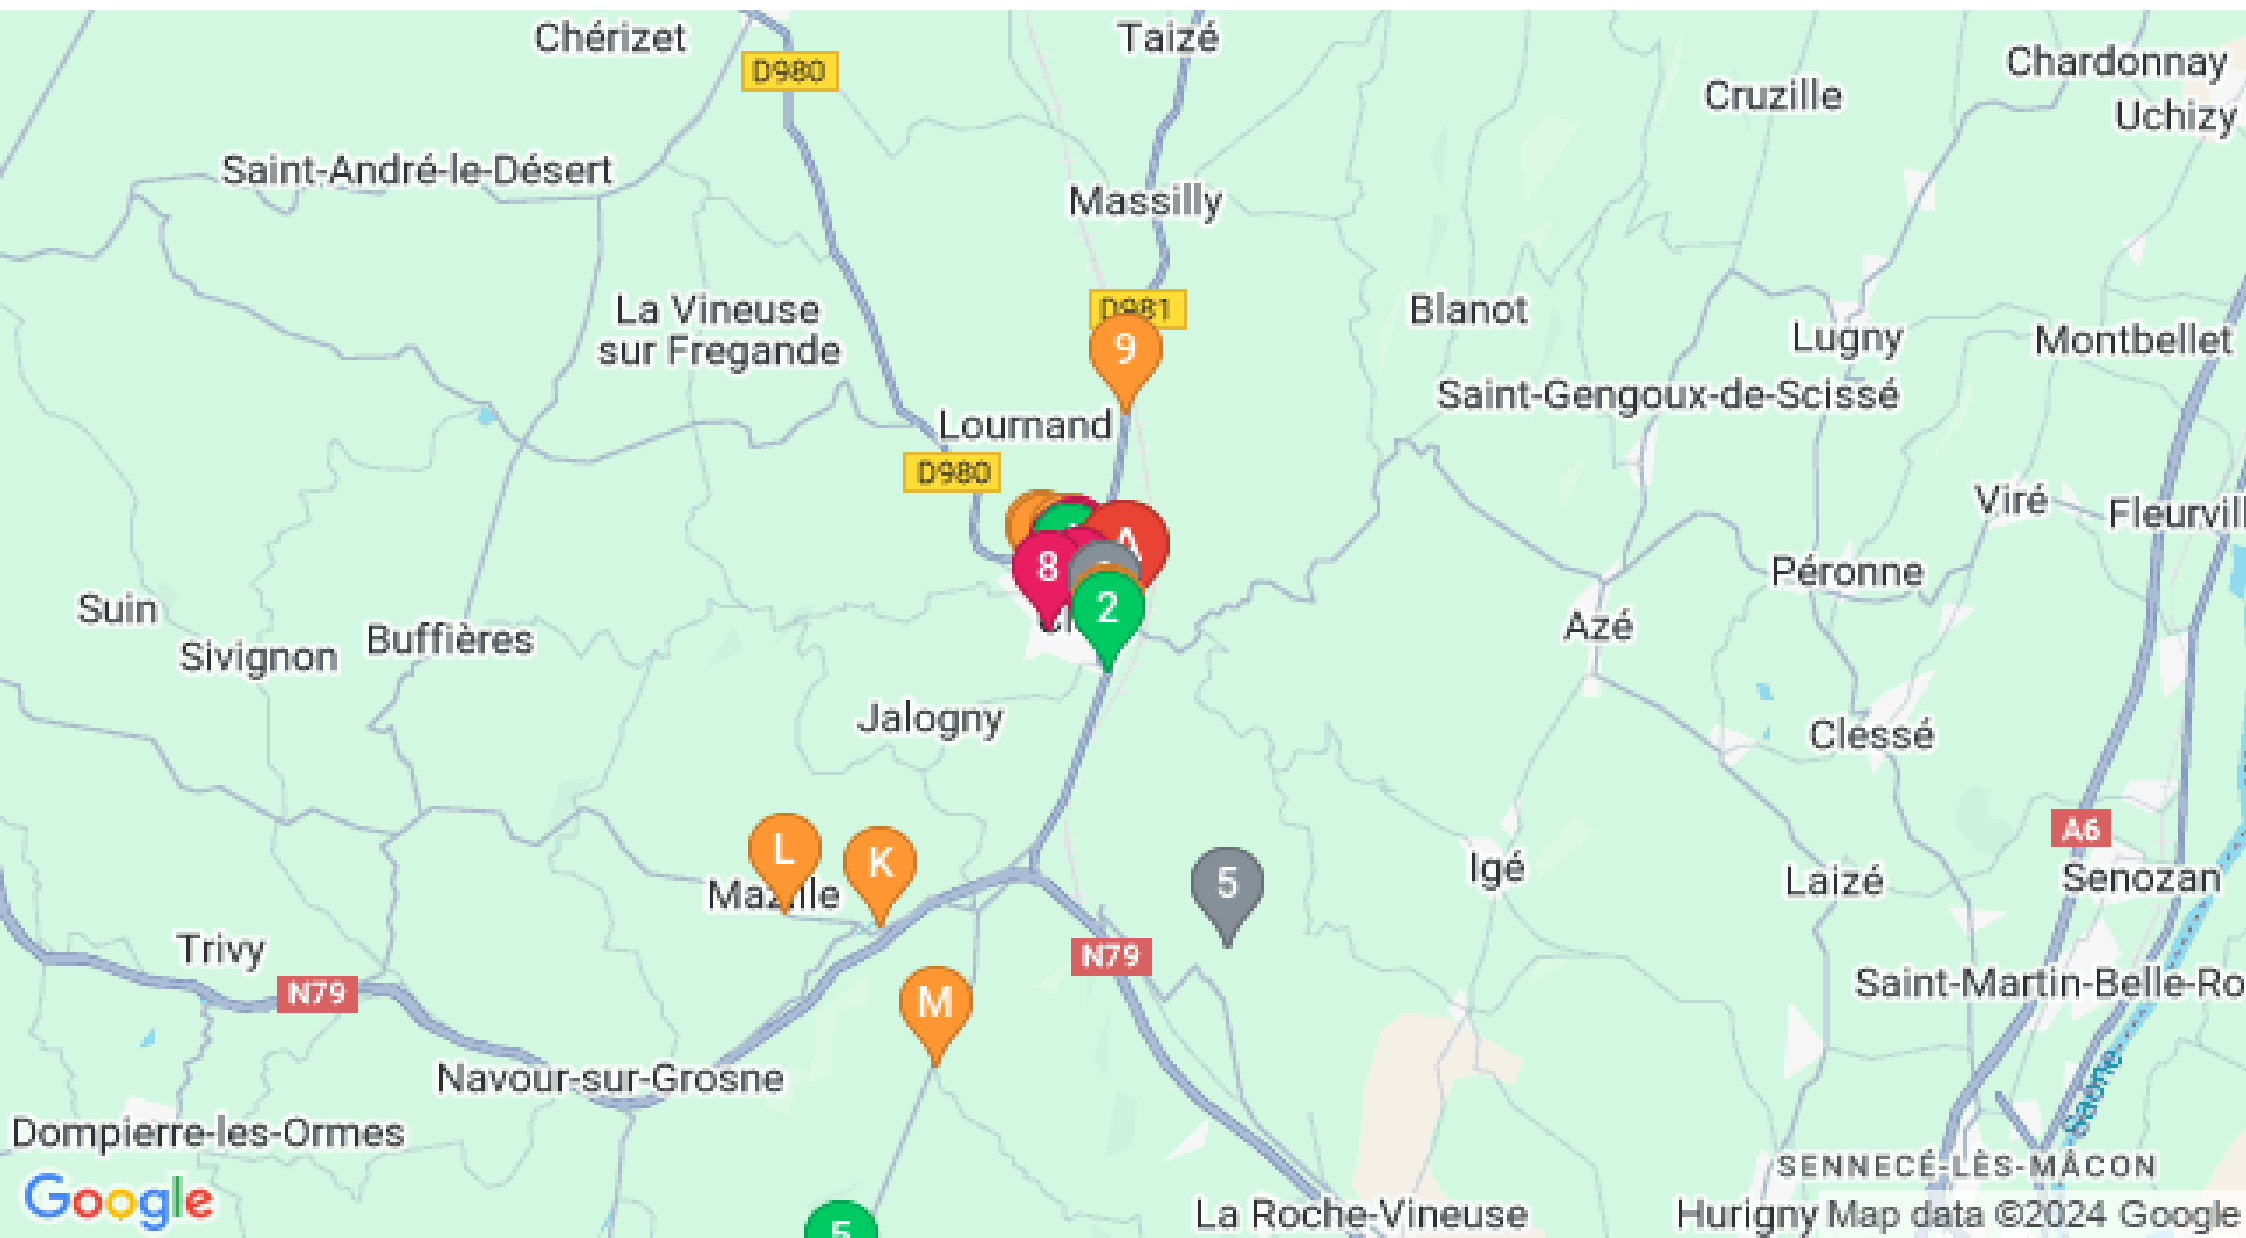 Chérizet
Taizé
D980
Chardonnay
Cruzille
Uchizy
Saint-André-le-Désert
Massilly
La Vineuse
sur Fregande
D981
Blanot
9
Lugny
Montbellet
Saint-Gengoux-de-Scissé
Lournand
D980
Viré
Fleurvill
A
8
Péronne
2
Suin
Azé
Buffières
Sivignon
Jalogny
Clessé
A6
L
K
Igé
5
Laizé
Senozan
Mazille
Trivy
N79
N79
Saint-Martin-Belle-Ro
M
Navour-sur-Grosne
Saône
Dompierre-les-Ormes
SENNECÉ-LÈS-MÂCON
Google
5
La Roche-Vineuse
Hurigny
Map data ©2024 Google